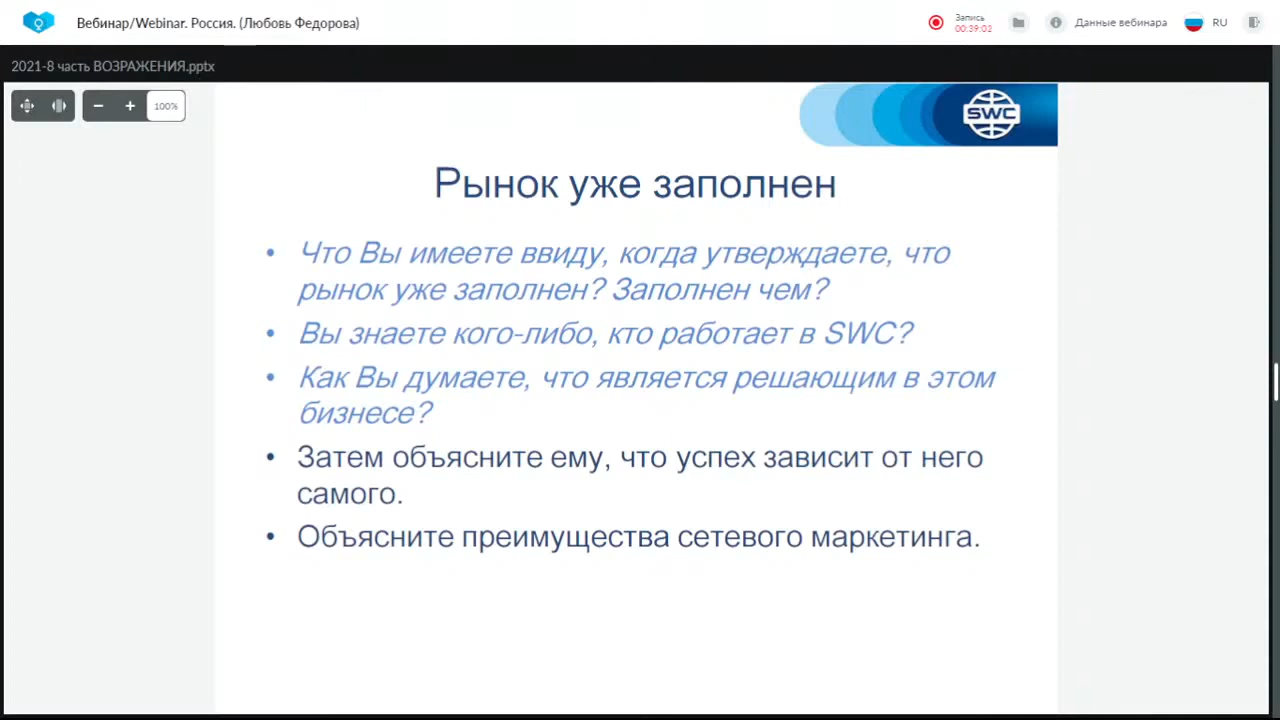 Вебинар/Webinar. Россия. (Любовь Федорова)
Запись
00:39:02
Данные вебинара
RU
2021-8 часть ВОЗРАЖЕНИЯ.pptx
100%
SWC
Рынок уже заполнен
• Что Вы имеете ввиду, когда утверждаете, что
рынок уже заполнен? Заполнен чем?
• Вы знаете кого-либо, кто работает в SWC?
• Как Вы думаете, что является решающим в этом
бизнесе?
• Затем объясните ему, что успех зависит от него
самого.
• Объясните преимущества сетевого маркетинга.